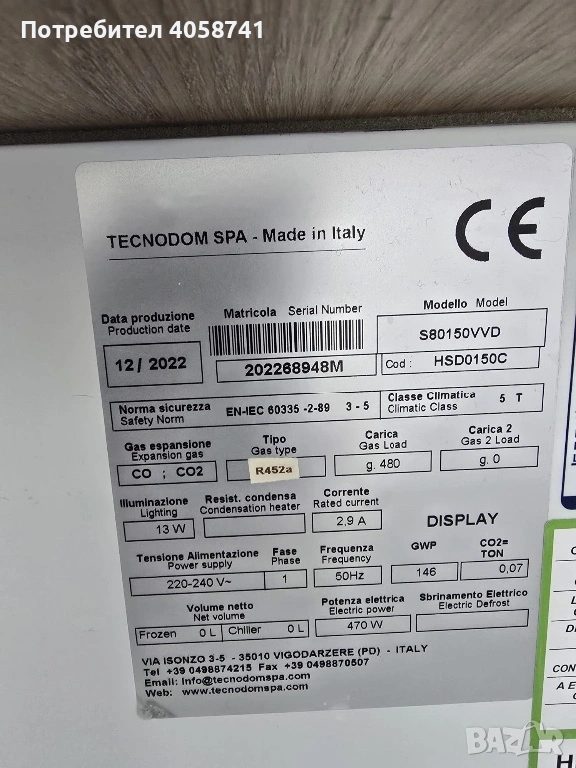 Потребител 4058741
TECNODOM SPA - Made in Italy
CE
Data produzione
Production date
12 / 2022
Matricola Serial Number
202268948M
Modello Model
S80150VVD
Cod : HSD0150C
Norma sicurezza
Safety Norm
EN-IEC 60335 -2-89 3 - 5
Classe Climatica
Climatic Class
5 T
Gas espansione
Expansion gas
CO ; CO2
Tipo
Gas type
R452a
Carica
Gas Load
g. 480
Carica 2
Gas 2 Load
g. 0
Illuminazione
Lighting
13 W
Resist. condensa
Condensation heater
Corrente
Rated current
2,9 A
DISPLAY
Tensione Alimentazione
Power supply
220-240 V~
Fase
Phase
1
Frequenza
Frequency
50Hz
GWP
146
CO2=
TON
0,07
Volume netto
Net volume
Frozen 0 L Chiller 0 L
Potenza elettrica
Electric power
470 W
Sbrinamento Elettrico
Electric Defrost
VIA ISONZO 3-5 - 35010 VIGODARZERE (PD) - ITALY
Tel +39 0498874215 Fax +39 0498870507
Email: Info@tecnodomspa.com
Web: www.tecnodomspa.com
BAZAR